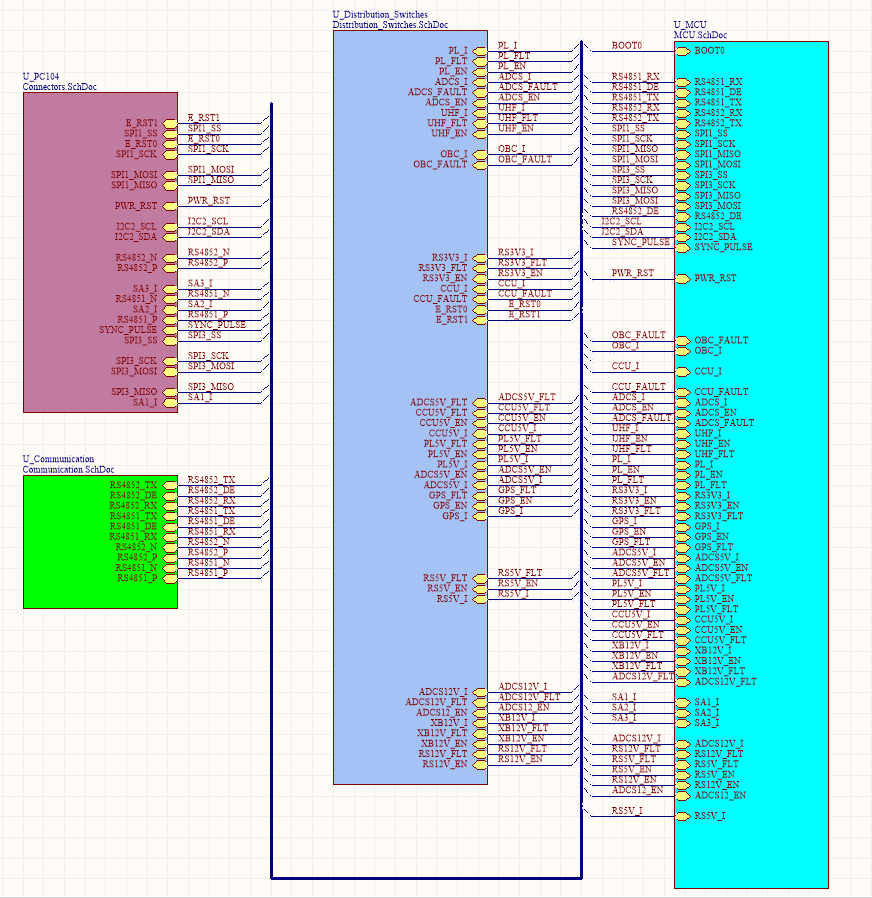 U_PC104
Connectors.SchDoc
E_RST1 E_RST1
SPI1_SS SPI1_SS
E_RST0 E_RST0
SPI1_SCK SPI1_SCK
SPI1_MOSI SPI1_MOSI
SPI1_MISO SPI1_MISO
PWR_RST PWR_RST
I2C2_SCL I2C2_SCL
I2C2_SDA I2C2_SDA
RS4852_N RS4852_N
RS4852_P RS4852_P
SA3_I SA3_I
RS4851_N RS4851_N
SA2_I SA2_I
RS4851_P RS4851_P
SYNC_PULSE SYNC_PULSE
SPI3_SS SPI3_SS
SPI3_SCK SPI3_SCK
SPI3_MOSI SPI3_MOSI
SPI3_MISO SPI3_MISO
SA1_I SA1_I
U_Communication
Communication.SchDoc
RS4852_TX RS4852_TX
RS4852_DE RS4852_DE
RS4852_RX RS4852_RX
RS4851_TX RS4851_TX
RS4851_DE RS4851_DE
RS4851_RX RS4851_RX
RS4852_N RS4852_N
RS4852_P RS4852_P
RS4851_N RS4851_N
RS4851_P RS4851_P
U_Distribution_Switches
Distribution_Switches.SchDoc
PL_I PL_I
PL_FLT PL_FLT
PL_EN PL_EN
ADCS_I ADCS_I
ADCS_FAULT ADCS_FAULT
ADCS_EN ADCS_EN
UHF_I UHF_I
UHF_FLT UHF_FLT
UHF_EN UHF_EN
OBC_I OBC_I
OBC_FAULT OBC_FAULT
RS3V3_I RS3V3_I
RS3V3_FLT RS3V3_FLT
RS3V3_EN RS3V3_EN
CCU_I CCU_I
CCU_FAULT CCU_FAULT
E_RST0 E_RST0
E_RST1 E_RST1
ADCS5V_FLT ADCS5V_FLT
CCU5V_FLT CCU5V_FLT
CCU5V_EN CCU5V_EN
CCU5V_I CCU5V_I
PL5V_FLT PL5V_FLT
PL5V_EN PL5V_EN
PL5V_I PL5V_I
ADCS5V_EN ADCS5V_EN
ADCS5V_I ADCS5V_I
GPS_FLT GPS_FLT
GPS_EN GPS_EN
GPS_I GPS_I
RS5V_FLT RS5V_FLT
RS5V_EN RS5V_EN
RS5V_I RS5V_I
ADCS12V_I ADCS12V_I
ADCS12V_FLT ADCS12V_FLT
ADCS12_EN ADCS12_EN
XB12V_I XB12V_I
XB12V_FLT XB12V_FLT
XB12V_EN XB12V_EN
RS12V_FLT RS12V_FLT
RS12V_EN RS12V_EN
U_MCU
MCU.SchDoc
BOOT0 BOOT0
RS4851_RX RS4851_RX
RS4851_DE RS4851_DE
RS4851_TX RS4851_TX
RS4852_RX RS4852_RX
RS4852_TX RS4852_TX
SPI1_SS SPI1_SS
SPI1_SCK SPI1_SCK
SPI1_MISO SPI1_MISO
SPI1_MOSI SPI1_MOSI
SPI3_SS SPI3_SS
SPI3_SCK SPI3_SCK
SPI3_MISO SPI3_MISO
SPI3_MOSI SPI3_MOSI
RS4852_DE RS4852_DE
I2C2_SCL I2C2_SCL
I2C2_SDA I2C2_SDA
SYNC_PULSE SYNC_PULSE
PWR_RST PWR_RST
OBC_FAULT OBC_FAULT
OBC_I OBC_I
CCU_I CCU_I
CCU_FAULT CCU_FAULT
ADCS_I ADCS_I
ADCS_EN ADCS_EN
ADCS_FAULT ADCS_FAULT
UHF_I UHF_I
UHF_EN UHF_EN
UHF_FLT UHF_FLT
PL_I PL_I
PL_EN PL_EN
PL_FLT PL_FLT
RS3V3_I RS3V3_I
RS3V3_EN RS3V3_EN
RS3V3_FLT RS3V3_FLT
GPS_I GPS_I
GPS_EN GPS_EN
GPS_FLT GPS_FLT
ADCS5V_I ADCS5V_I
ADCS5V_EN ADCS5V_EN
ADCS5V_FLT ADCS5V_FLT
PL5V_I PL5V_I
PL5V_EN PL5V_EN
PL5V_FLT PL5V_FLT
CCU5V_I CCU5V_I
CCU5V_EN CCU5V_EN
CCU5V_FLT CCU5V_FLT
XB12V_I XB12V_I
XB12V_EN XB12V_EN
XB12V_FLT XB12V_FLT
ADCS12V_FLT ADCS12V_FLT
SA1_I SA1_I
SA2_I SA2_I
SA3_I SA3_I
ADCS12V_I ADCS12V_I
RS12V_FLT RS12V_FLT
RS5V_FLT RS5V_FLT
RS5V_EN RS5V_EN
RS12V_EN RS12V_EN
ADCS12_EN ADCS12_EN
RS5V_I RS5V_I